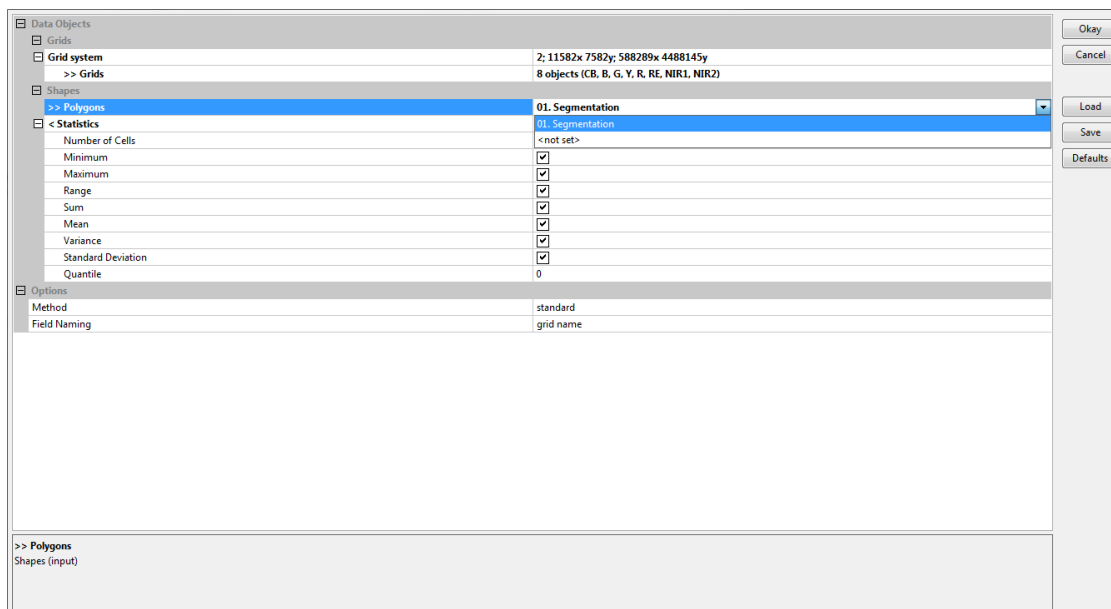 Data Objects
Grids
Grid system 2; 11582x 7582y; 588289x 4488145y
>> Grids 8 objects (CB, B, G, Y, R, RE, NIR1, NIR2)
Shapes
>> Polygons 01. Segmentation
< Statistics 01. Segmentation
Number of Cells <not set>
Minimum
Maximum
Range
Sum
Mean
Variance
Standard Deviation
Quantile 0
Options
Method standard
Field Naming grid name
Okay
Cancel
Load
Save
Defaults
>> Polygons
Shapes (input)